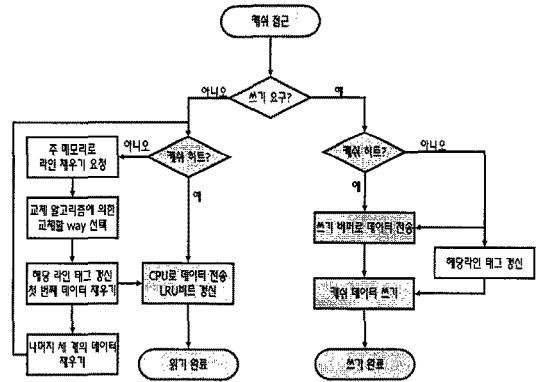 캐쉬 접근
쓰기 요구?
아니오
예
주 메모리로
라인 채우기 요청
아니오
캐쉬 히트?
예
교체 알고리즘에 의한
교체할 way 선택
해당 라인 태그 갱신
첫 번째 데이터 채우기
CPU로 데이터 전송
LRU비트 갱신
나머지 세 개의 데이터
채우기
읽기 완료
캐쉬 히트?
아니오
예
쓰기 버퍼로 데이터 전송
해당라인 태그 갱신
캐쉬 데이터 쓰기
쓰기 완료